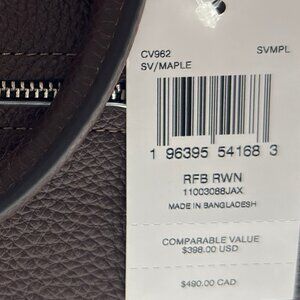 CV962 SVMPL
SV/MAPLE
1 96395 54168 3
RFB RWN
11003088JAX
MADE IN BANGLADESH
COMPARABLE VALUE
$398.00 USD
$490.00 CAD